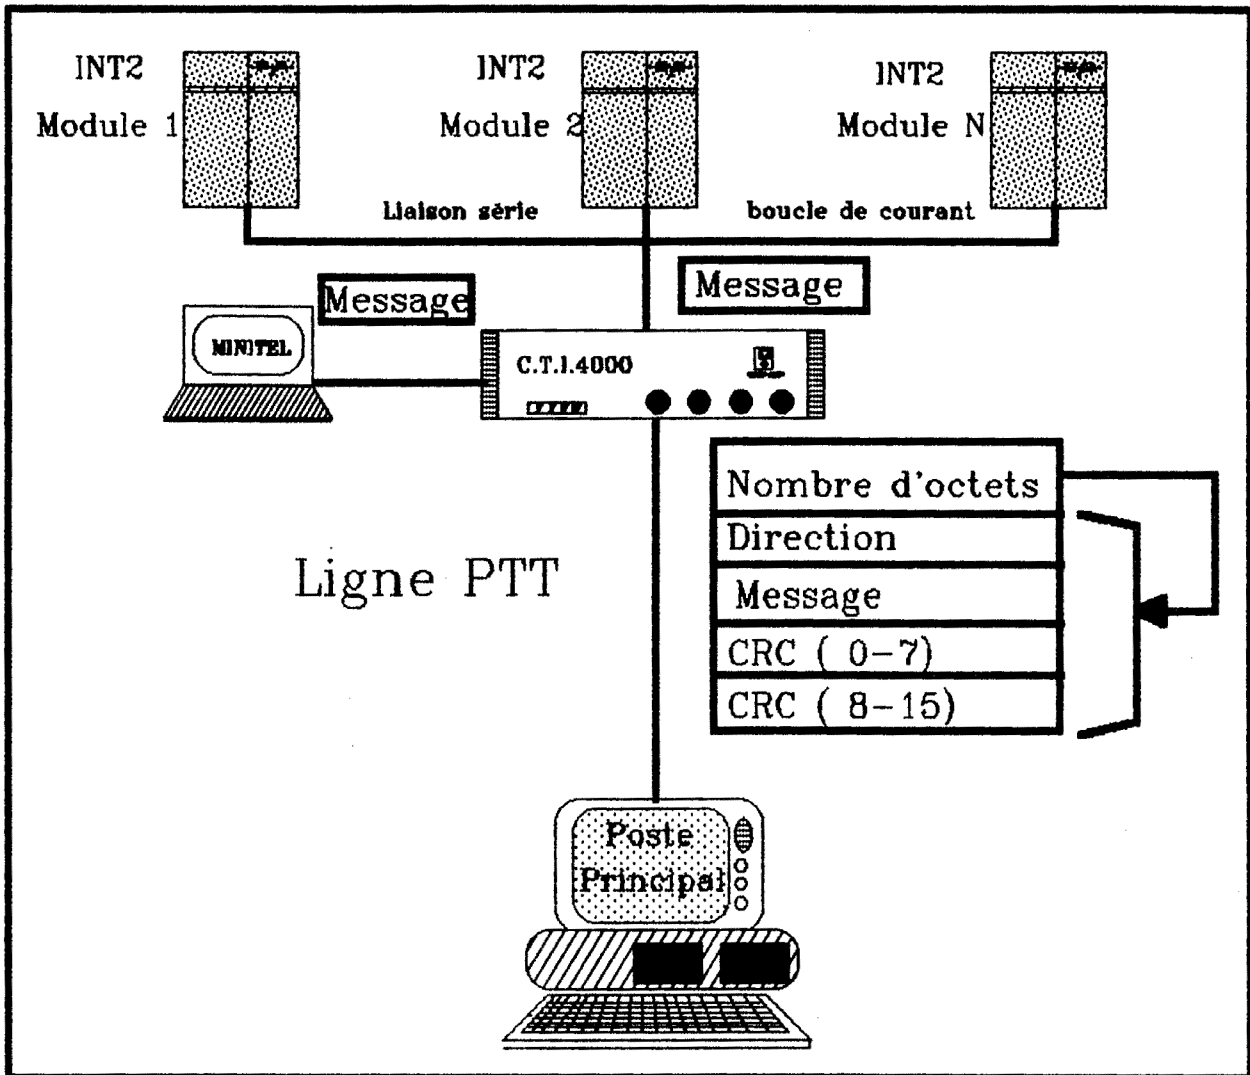 INT2
Module 1
INT2
Module 2
INT2
Module N
Liaison série
boucle de courant
Message
Message
MINITEL
C.T.I.4000
Nombre d'octets
Direction
Message
CRC ( 0-7)
CRC ( 8-15)
Ligne PTT
Poste
Principal